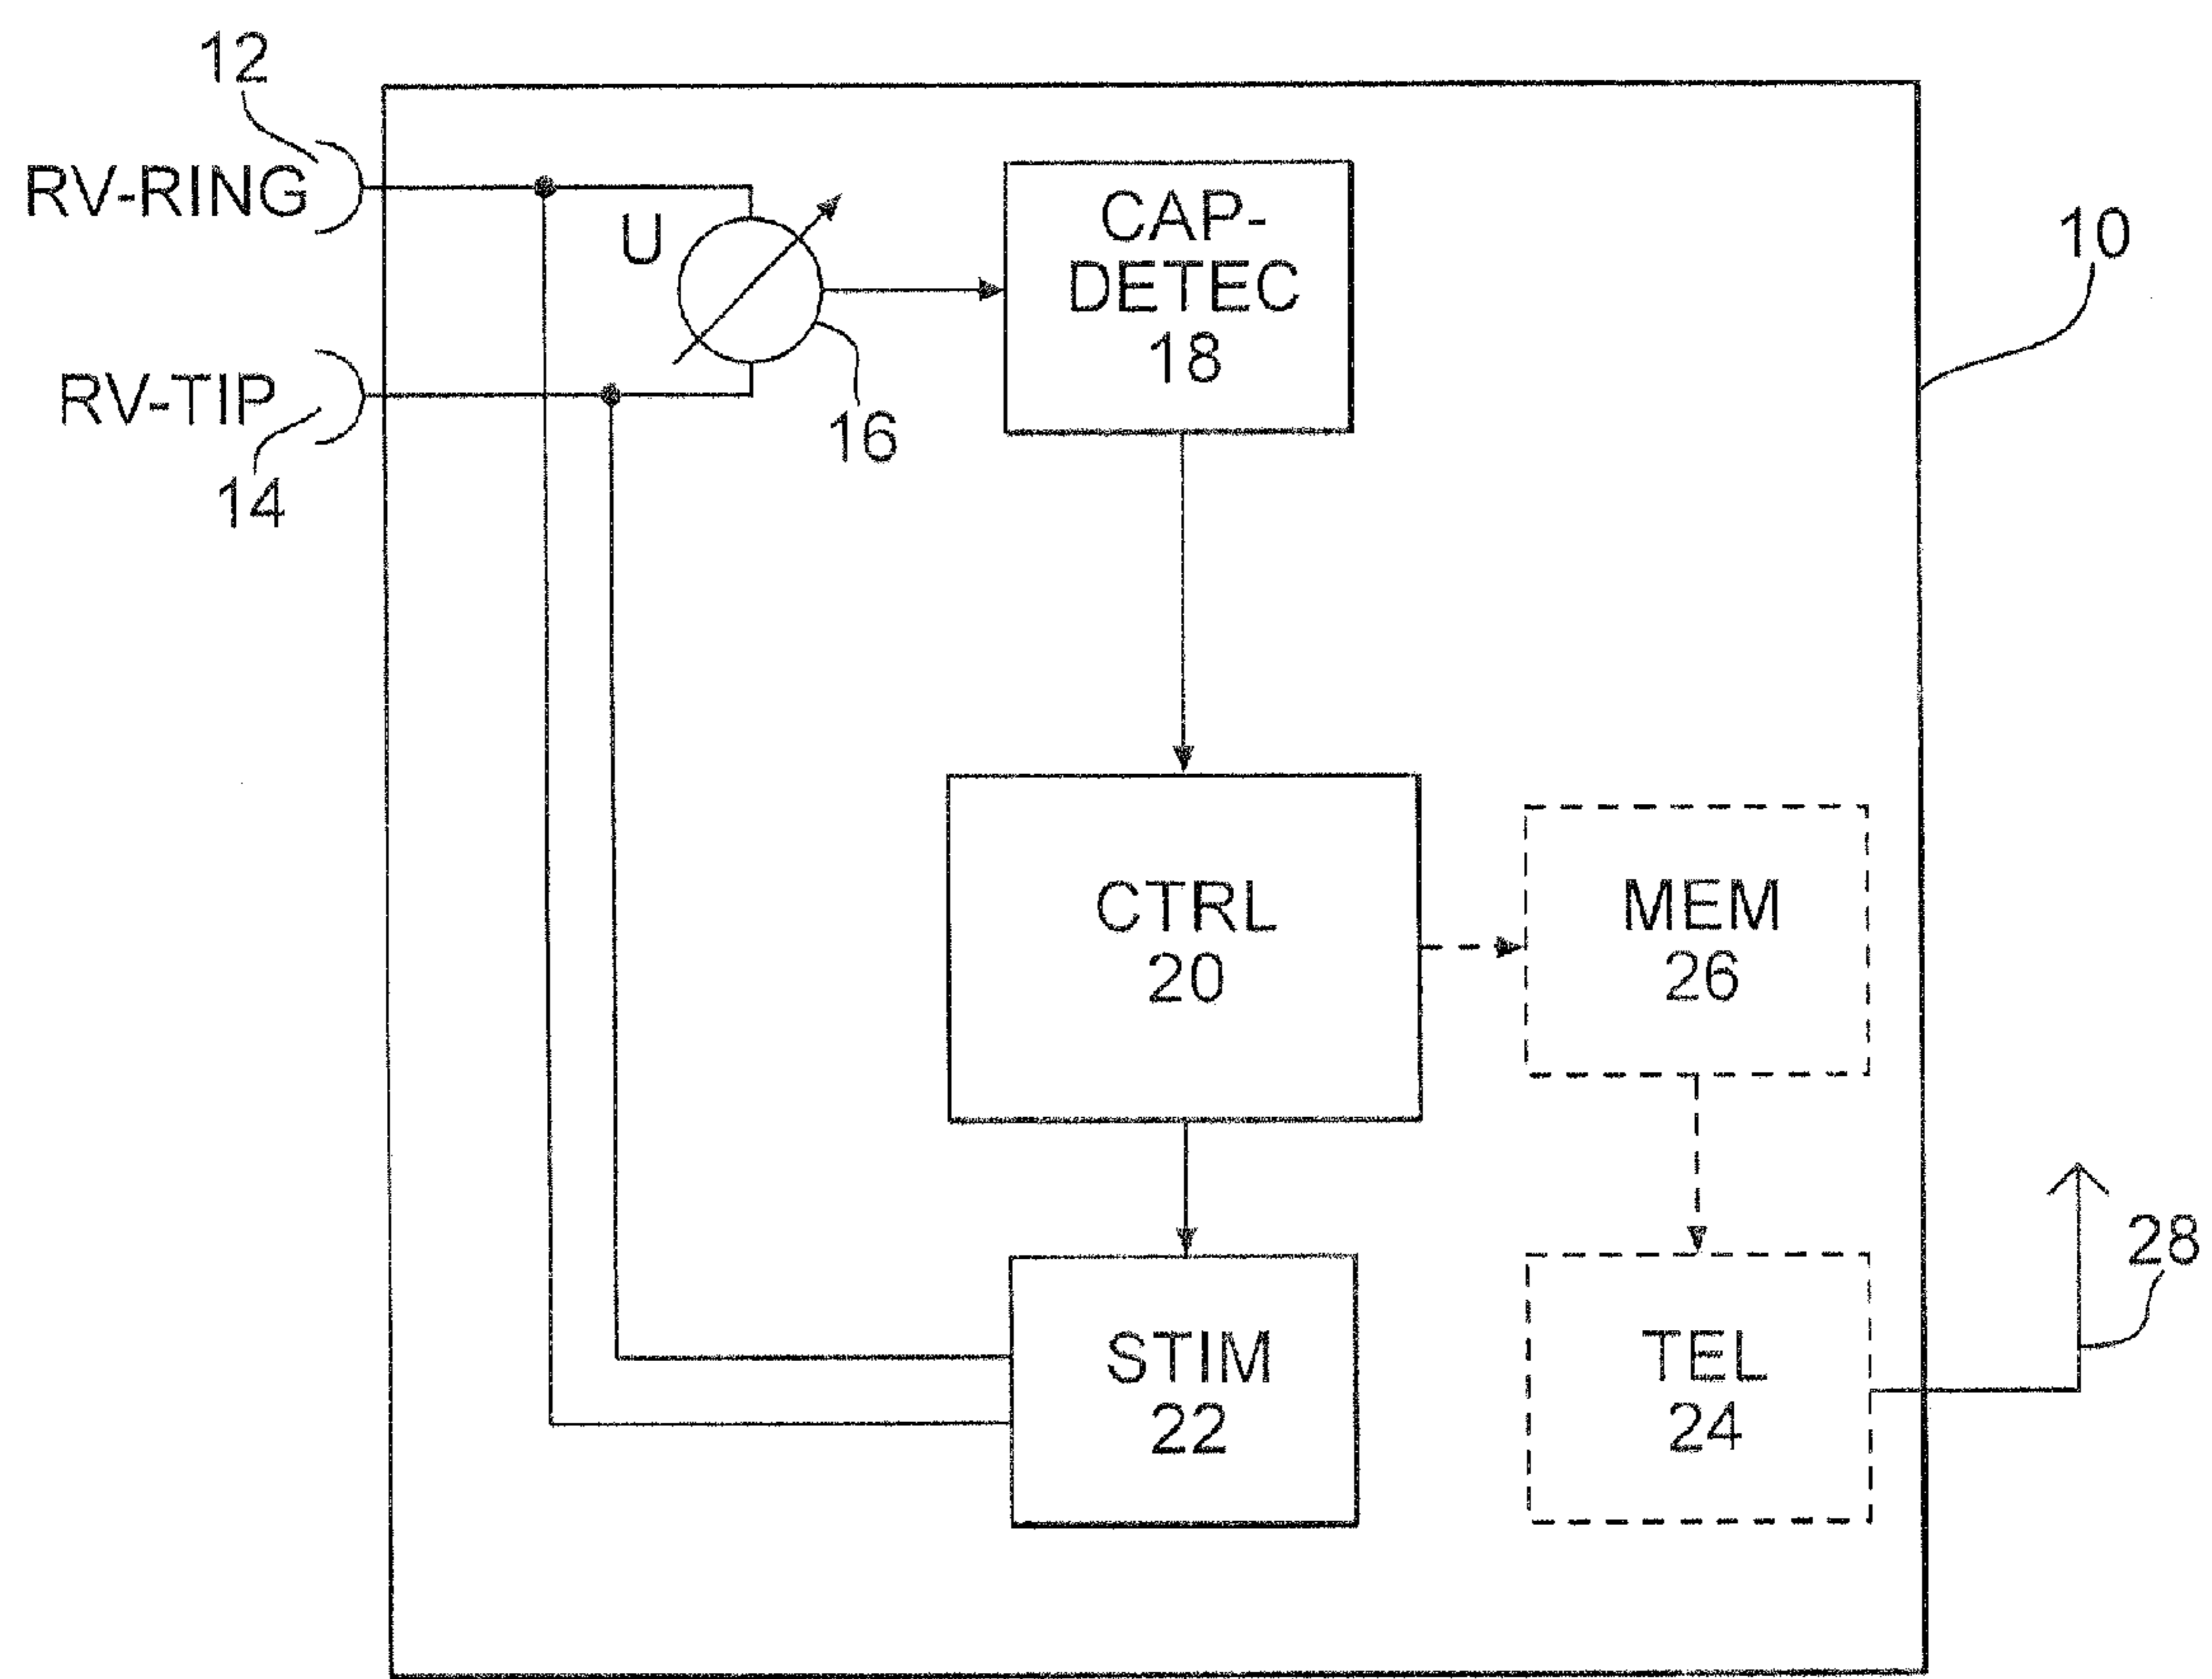 12
RV-RING
U
CAP-
DETEC
18
10
RV-TIP
16
14
CTRL
20
MEM
26
28
STIM
22
TEL
24